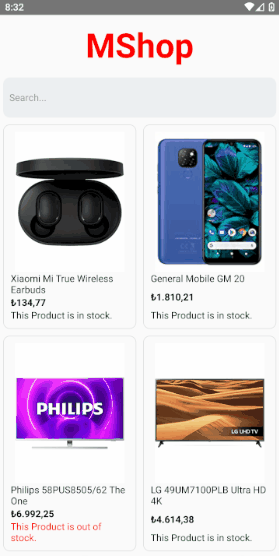 8:32
MShop
Search...
Xiaomi Mi True Wireless
Earbuds
₺134,77
This Product is in stock.
General Mobile GM 20
₺1.810,21
This Product is in stock.
PHILIPS
Philips 58PUS8505/62 The
One
₺6.992,25
This Product is out of
stock.
LG UHD TV
LG 49UM7100PLB Ultra HD
4K
₺4.614,38
This Product is in stock.